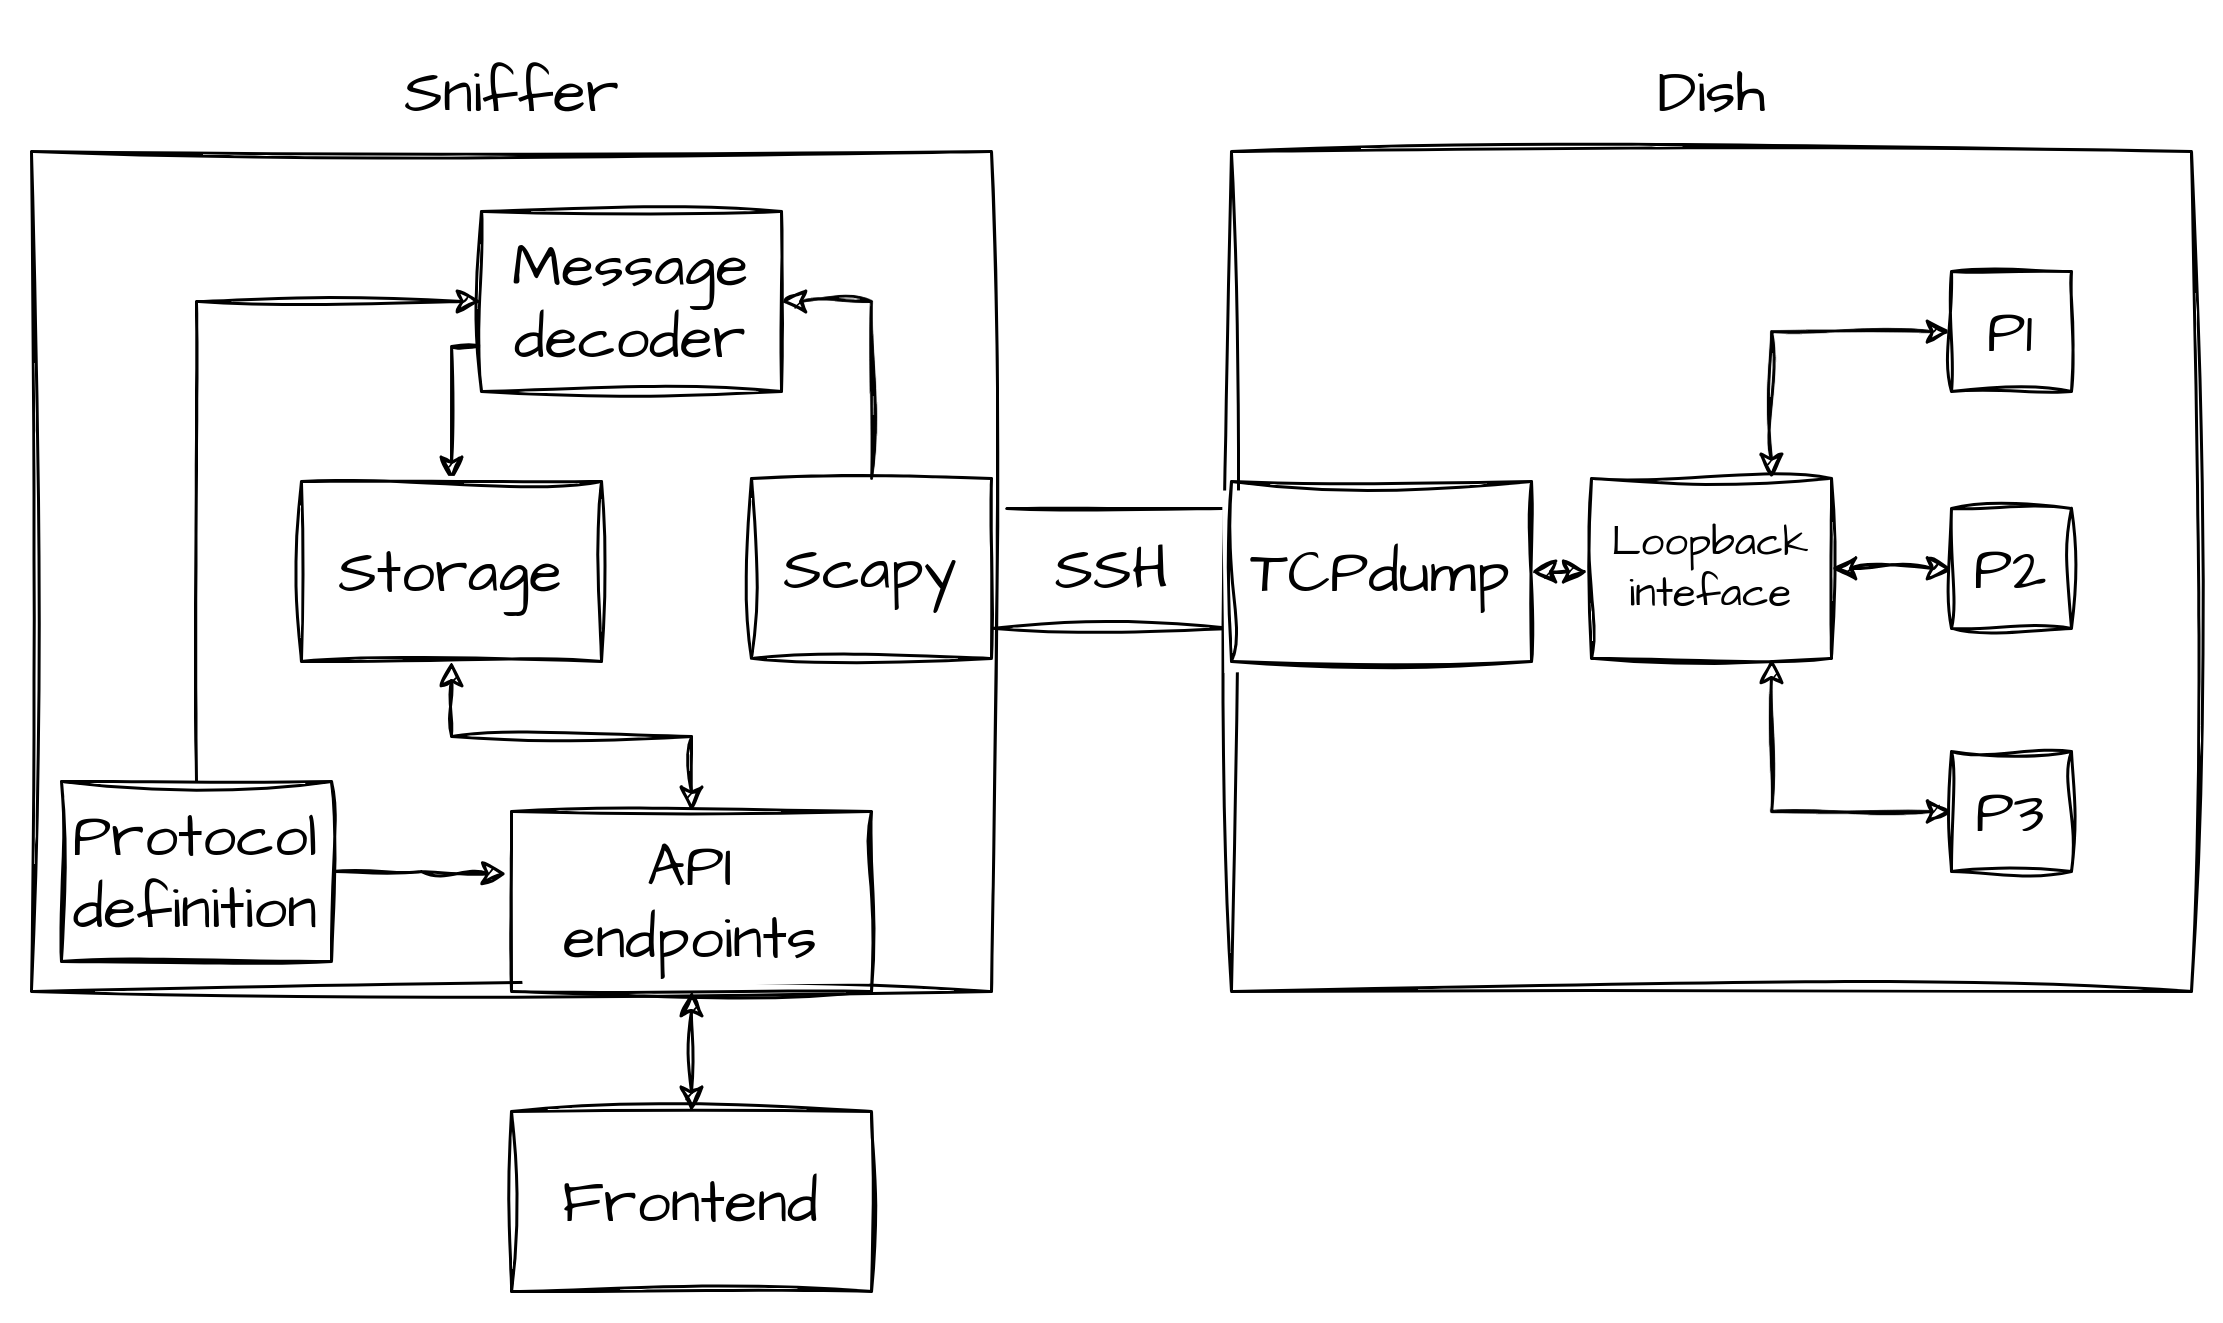 Sniffer
Dish
Message
decoder
P1
Storage
Scapy
SSH
TCPdump
Loopback
inteface
P2
Protocol
definition
API
endpoints
P3
Frontend